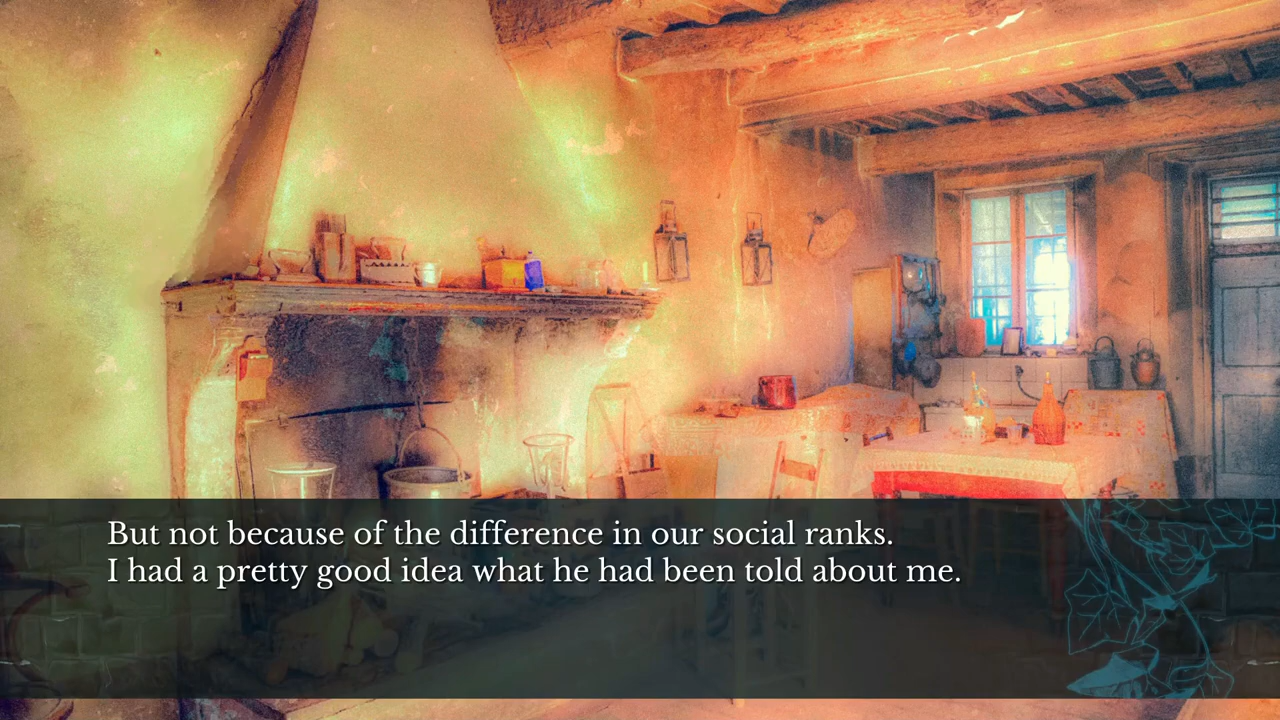 But not because of the difference in our social ranks.
I had a pretty good idea what he had been told about me.